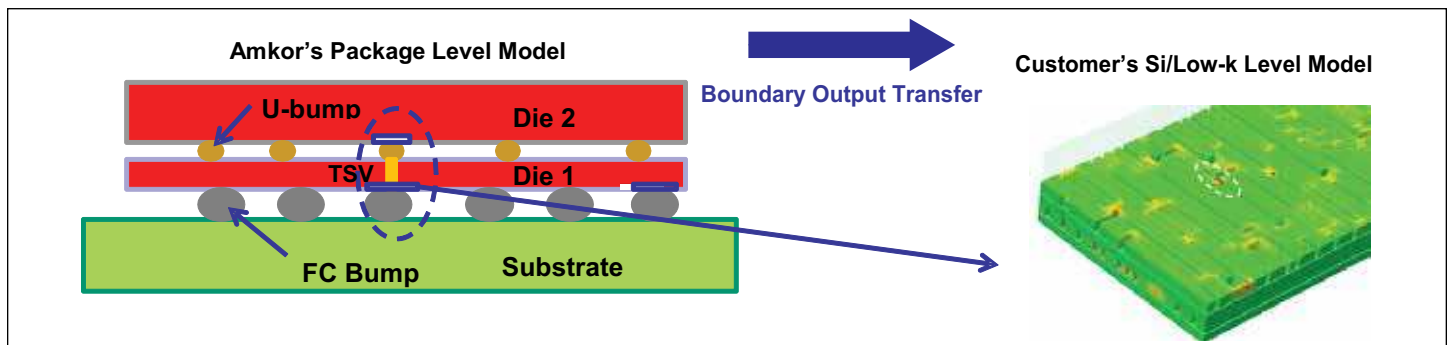 Amkor's Package Level Model
Boundary Output Transfer
Customer's Si/Low-k Level Model
U-bump
Die 2
TSV
Die 1
FC Bump
Substrate